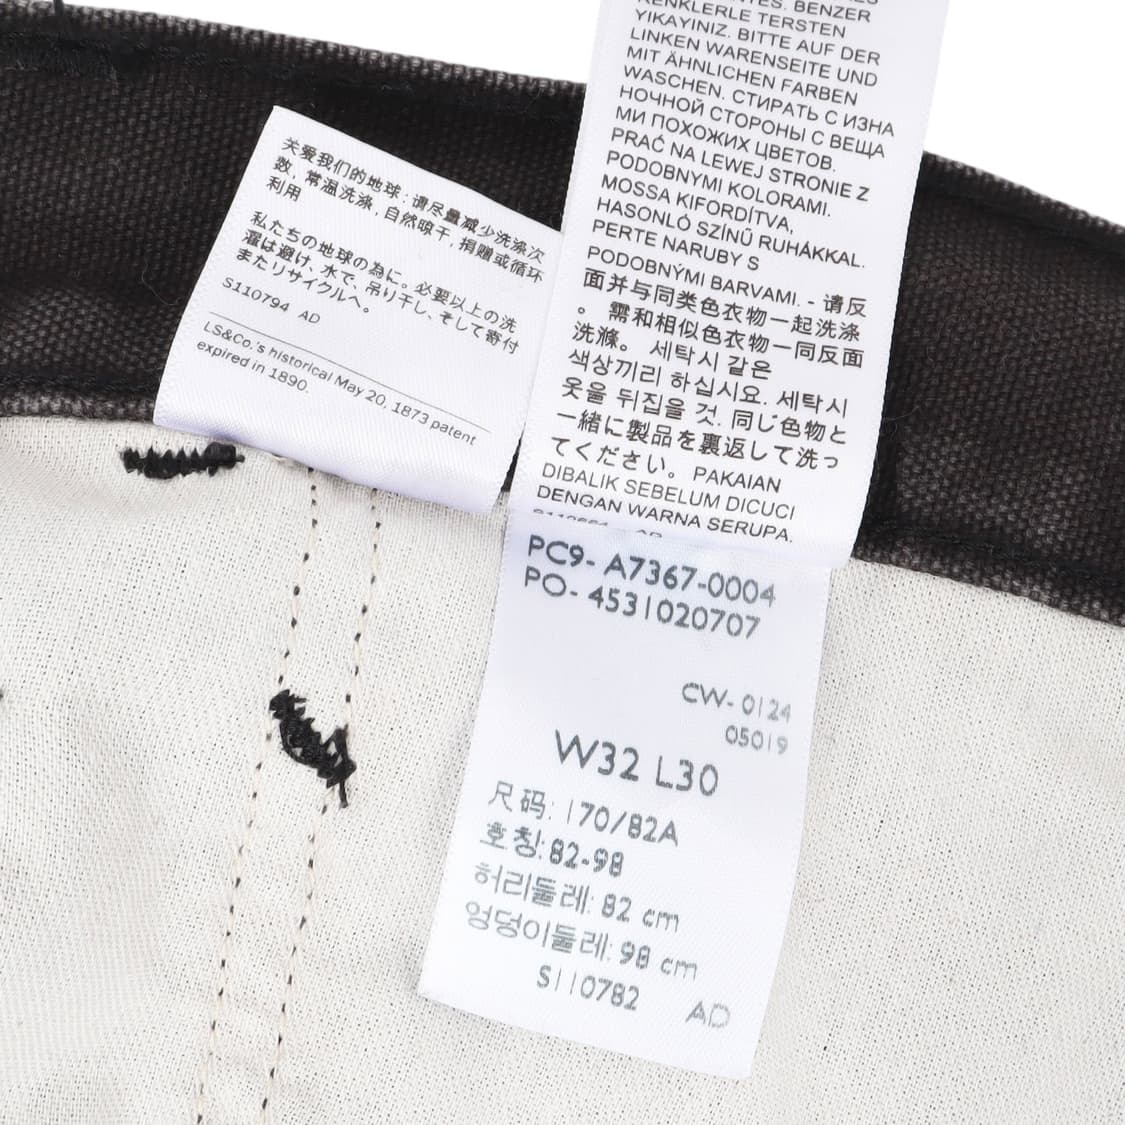 关爱我们的地球：请尽量减少洗涤次
数，常温洗涤，自然晾干，捐赠或循环
利用
私たちの地球の為に。必要以上の洗
濯は避け、水で、吊り干し、そして寄付
またリサイクルへ。
S110794 AD
LS&Co.'s historical May 20, 1873 patent
expired in 1890.
ANTES. BENZER
RENKLERLE TERSTEN
YIKAYINIZ. BITTE AUF DER
LINKEN WARENSEITE UND
MIT ÄHNLICHEN FARBEN
WASCHEN. СТИРАТЬ С ИЗНА
НОЧНОЙ СТОРОНЫ С ВЕЩА
МИ ПОХОЖИХ ЦВЕТОВ.
PRAĆ NA LEWEJ STRONIE Z
PODOBNYMI KOLORAMI.
MOSSA KIFORDÍTVA,
HASONLÓ SZÍNŰ RUHÁKKAL.
PERTE NARUBY S
PODOBNÝMI BARVAMI. - 请反
面并与同类色衣物一起洗涤
。 需和相似色衣物一同反面
洗滌。 세탁시 같은
색상끼리 하십시요. 세탁시
옷을 뒤집을 것. 同じ色物と
一緒に製品を裏返して洗っ
てください。 PAKAIAN
DIBALIK SEBELUM DICUCI
DENGAN WARNA SERUPA.
PC9- A7367-0004
PO- 4531020707
CW- 0124
05019
W32 L30
尺码: 170/82A
호칭: 82-98
허리둘레: 82 cm
엉덩이둘레: 98 cm
S110782 AD